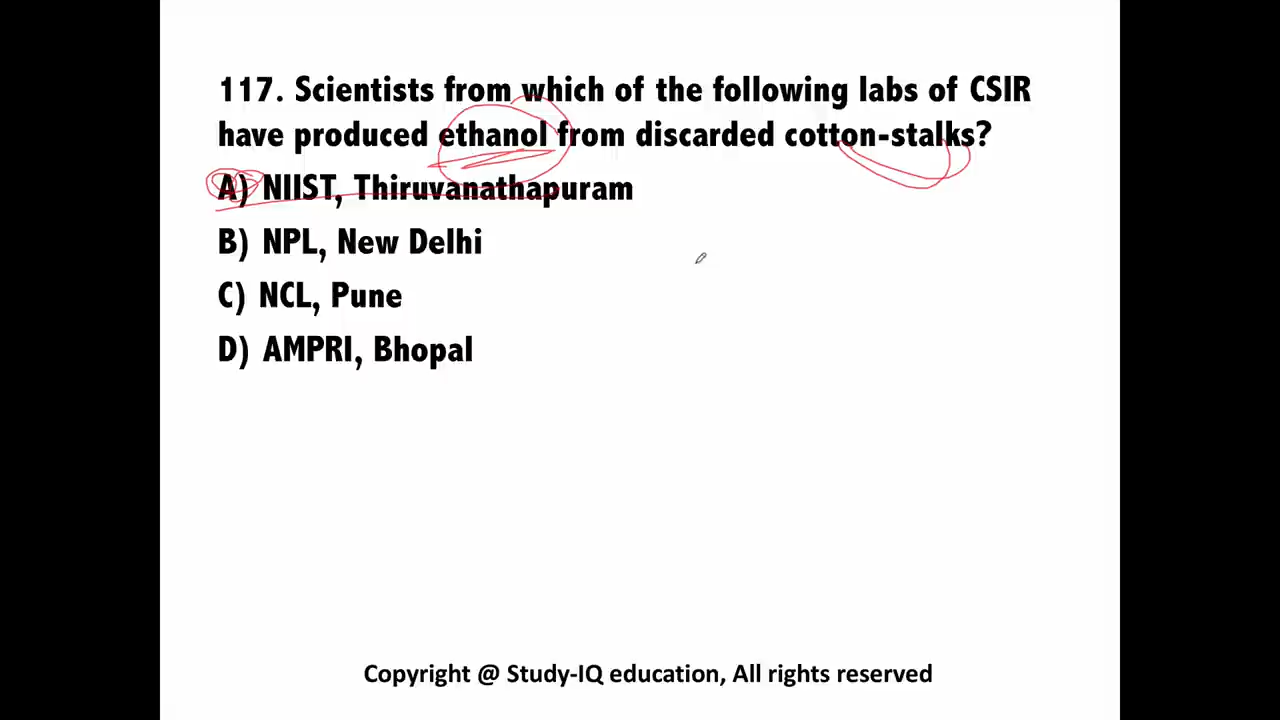 117. Scientists from which of the following labs of CSIR
have produced ethanol from discarded cotton-stalks?
A) NIIST, Thiruvanathapuram
B) NPL, New Delhi
C) NCL, Pune
D) AMPRI, Bhopal
Copyright @ Study-IQ education, All rights reserved